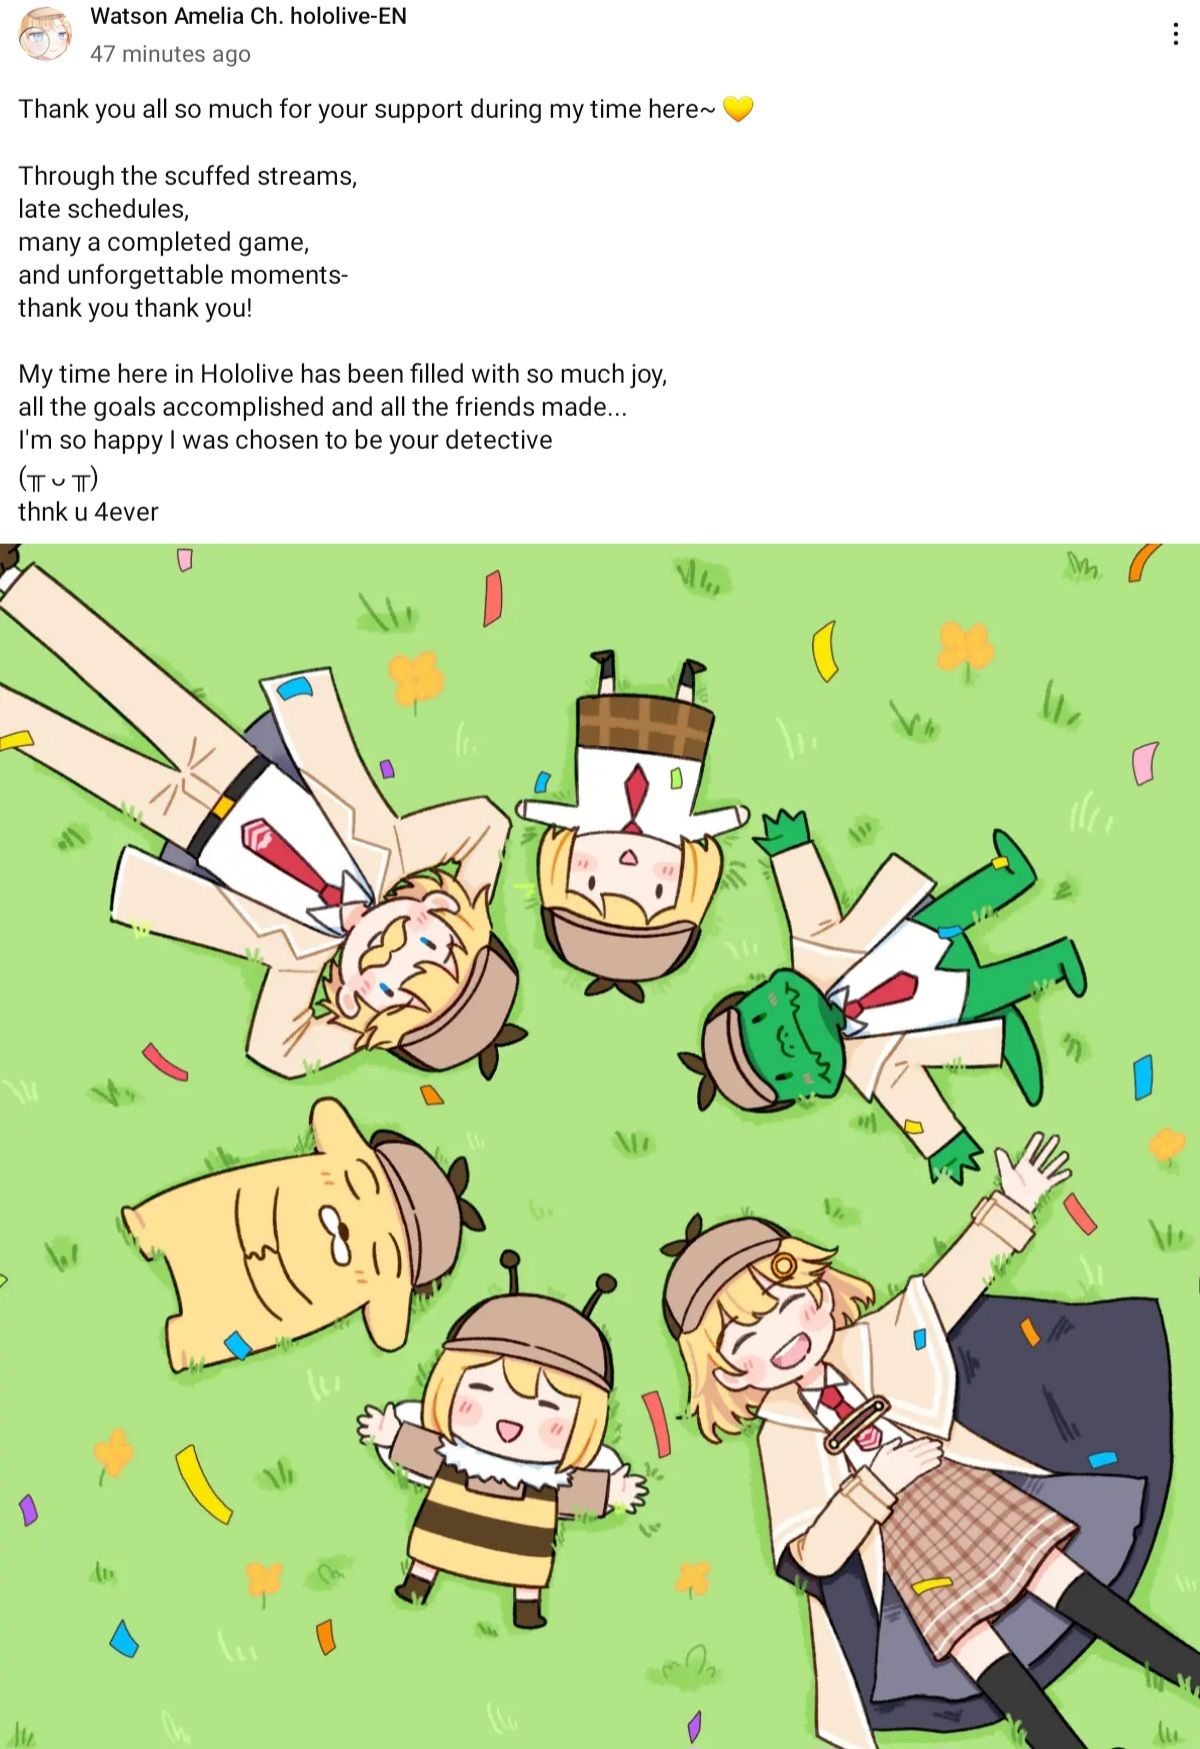 Watson Amelia Ch. hololive-EN
47 minutes ago
Thank you all so much for your support during my time here~ 💛
Through the scuffed streams,
late schedules,
many a completed game,
and unforgettable moments-
thank you thank you!
My time here in Hololive has been filled with so much joy,
all the goals accomplished and all the friends made...
I'm so happy I was chosen to be your detective
(╥ ᴗ ╥)
thnk u 4ever